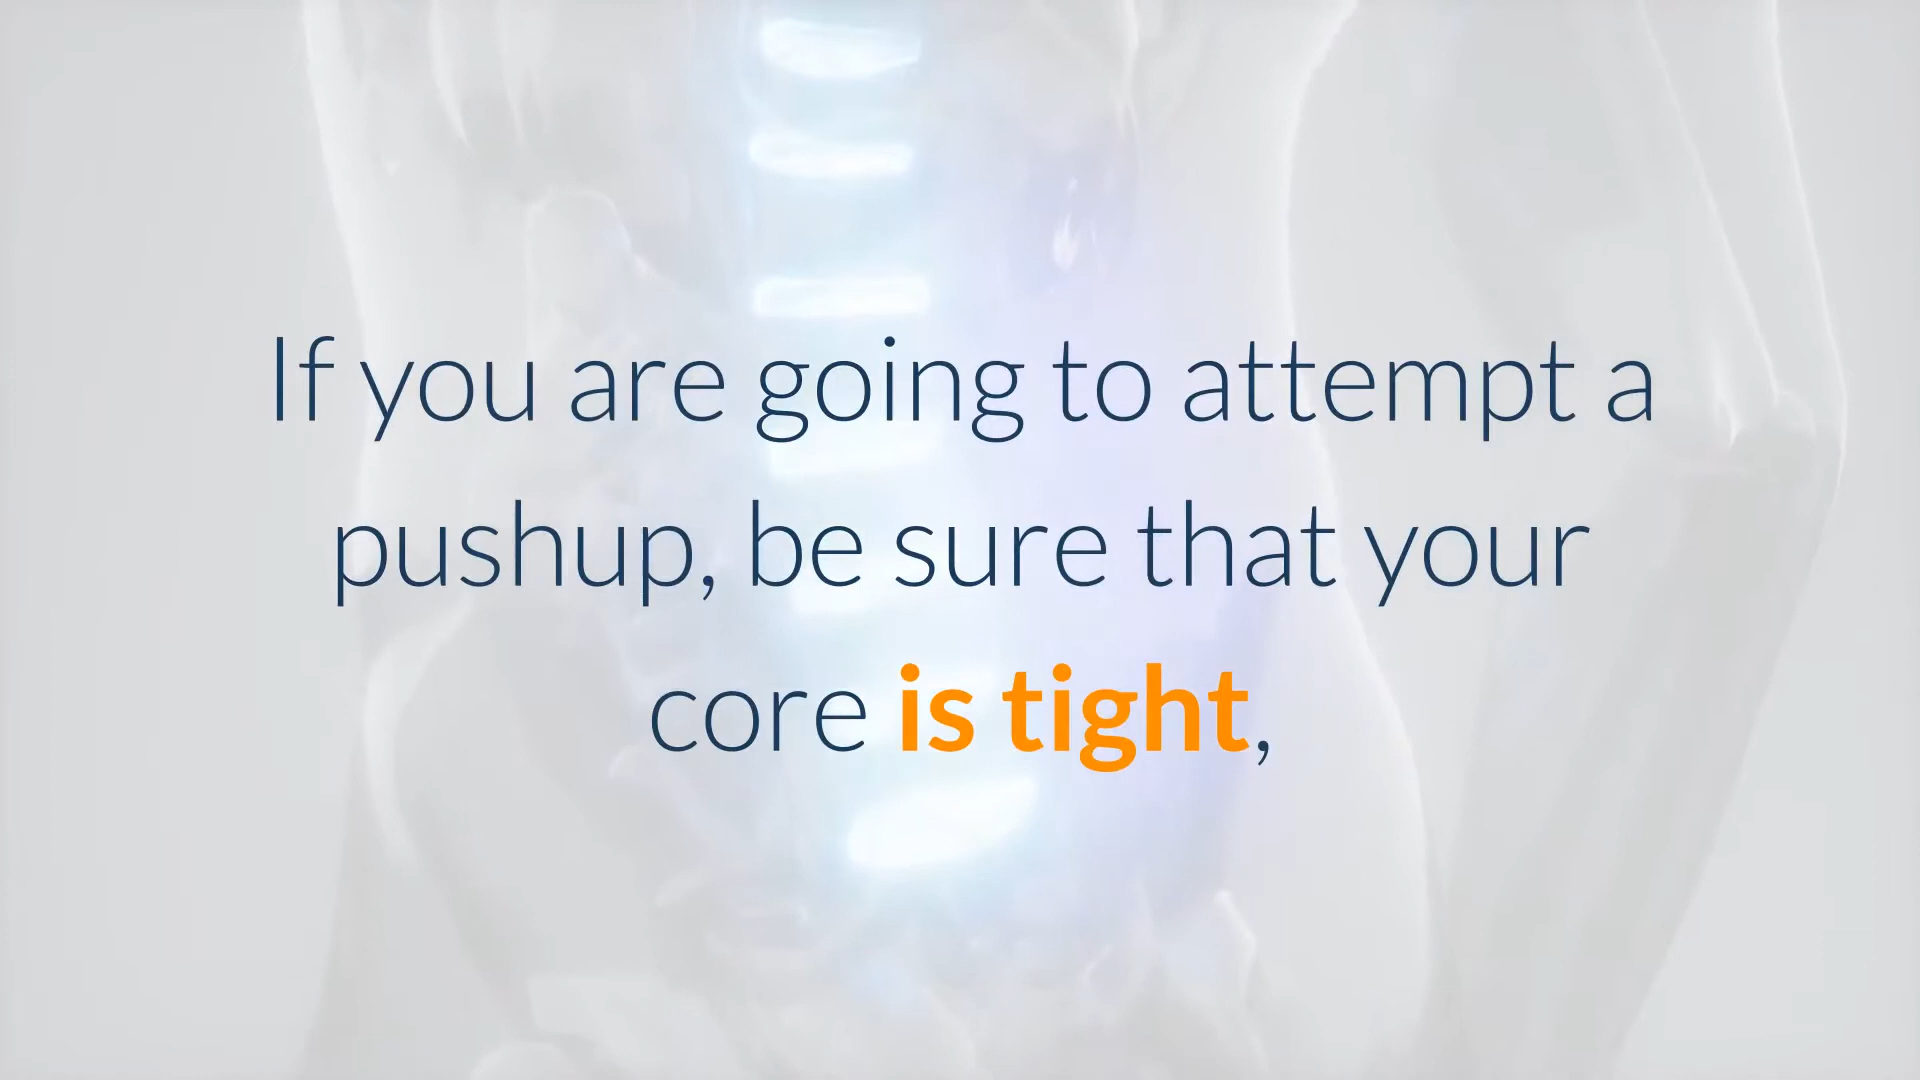 If you are going to attempt a
pushup, be sure that your
core is tight,